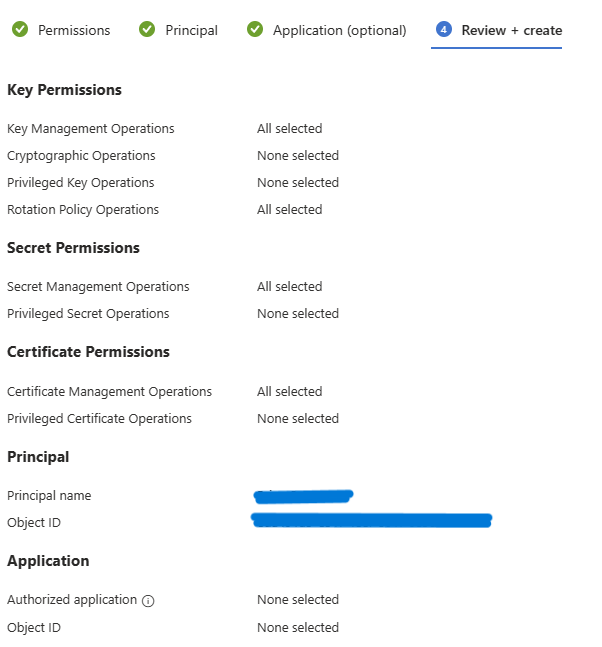 Permissions Principal Application (optional) 4 Review + create
Key Permissions
Key Management Operations All selected
Cryptographic Operations None selected
Privileged Key Operations None selected
Rotation Policy Operations All selected
Secret Permissions
Secret Management Operations All selected
Privileged Secret Operations None selected
Certificate Permissions
Certificate Management Operations All selected
Privileged Certificate Operations None selected
Principal
Principal name
Object ID
Application
Authorized application None selected
Object ID None selected